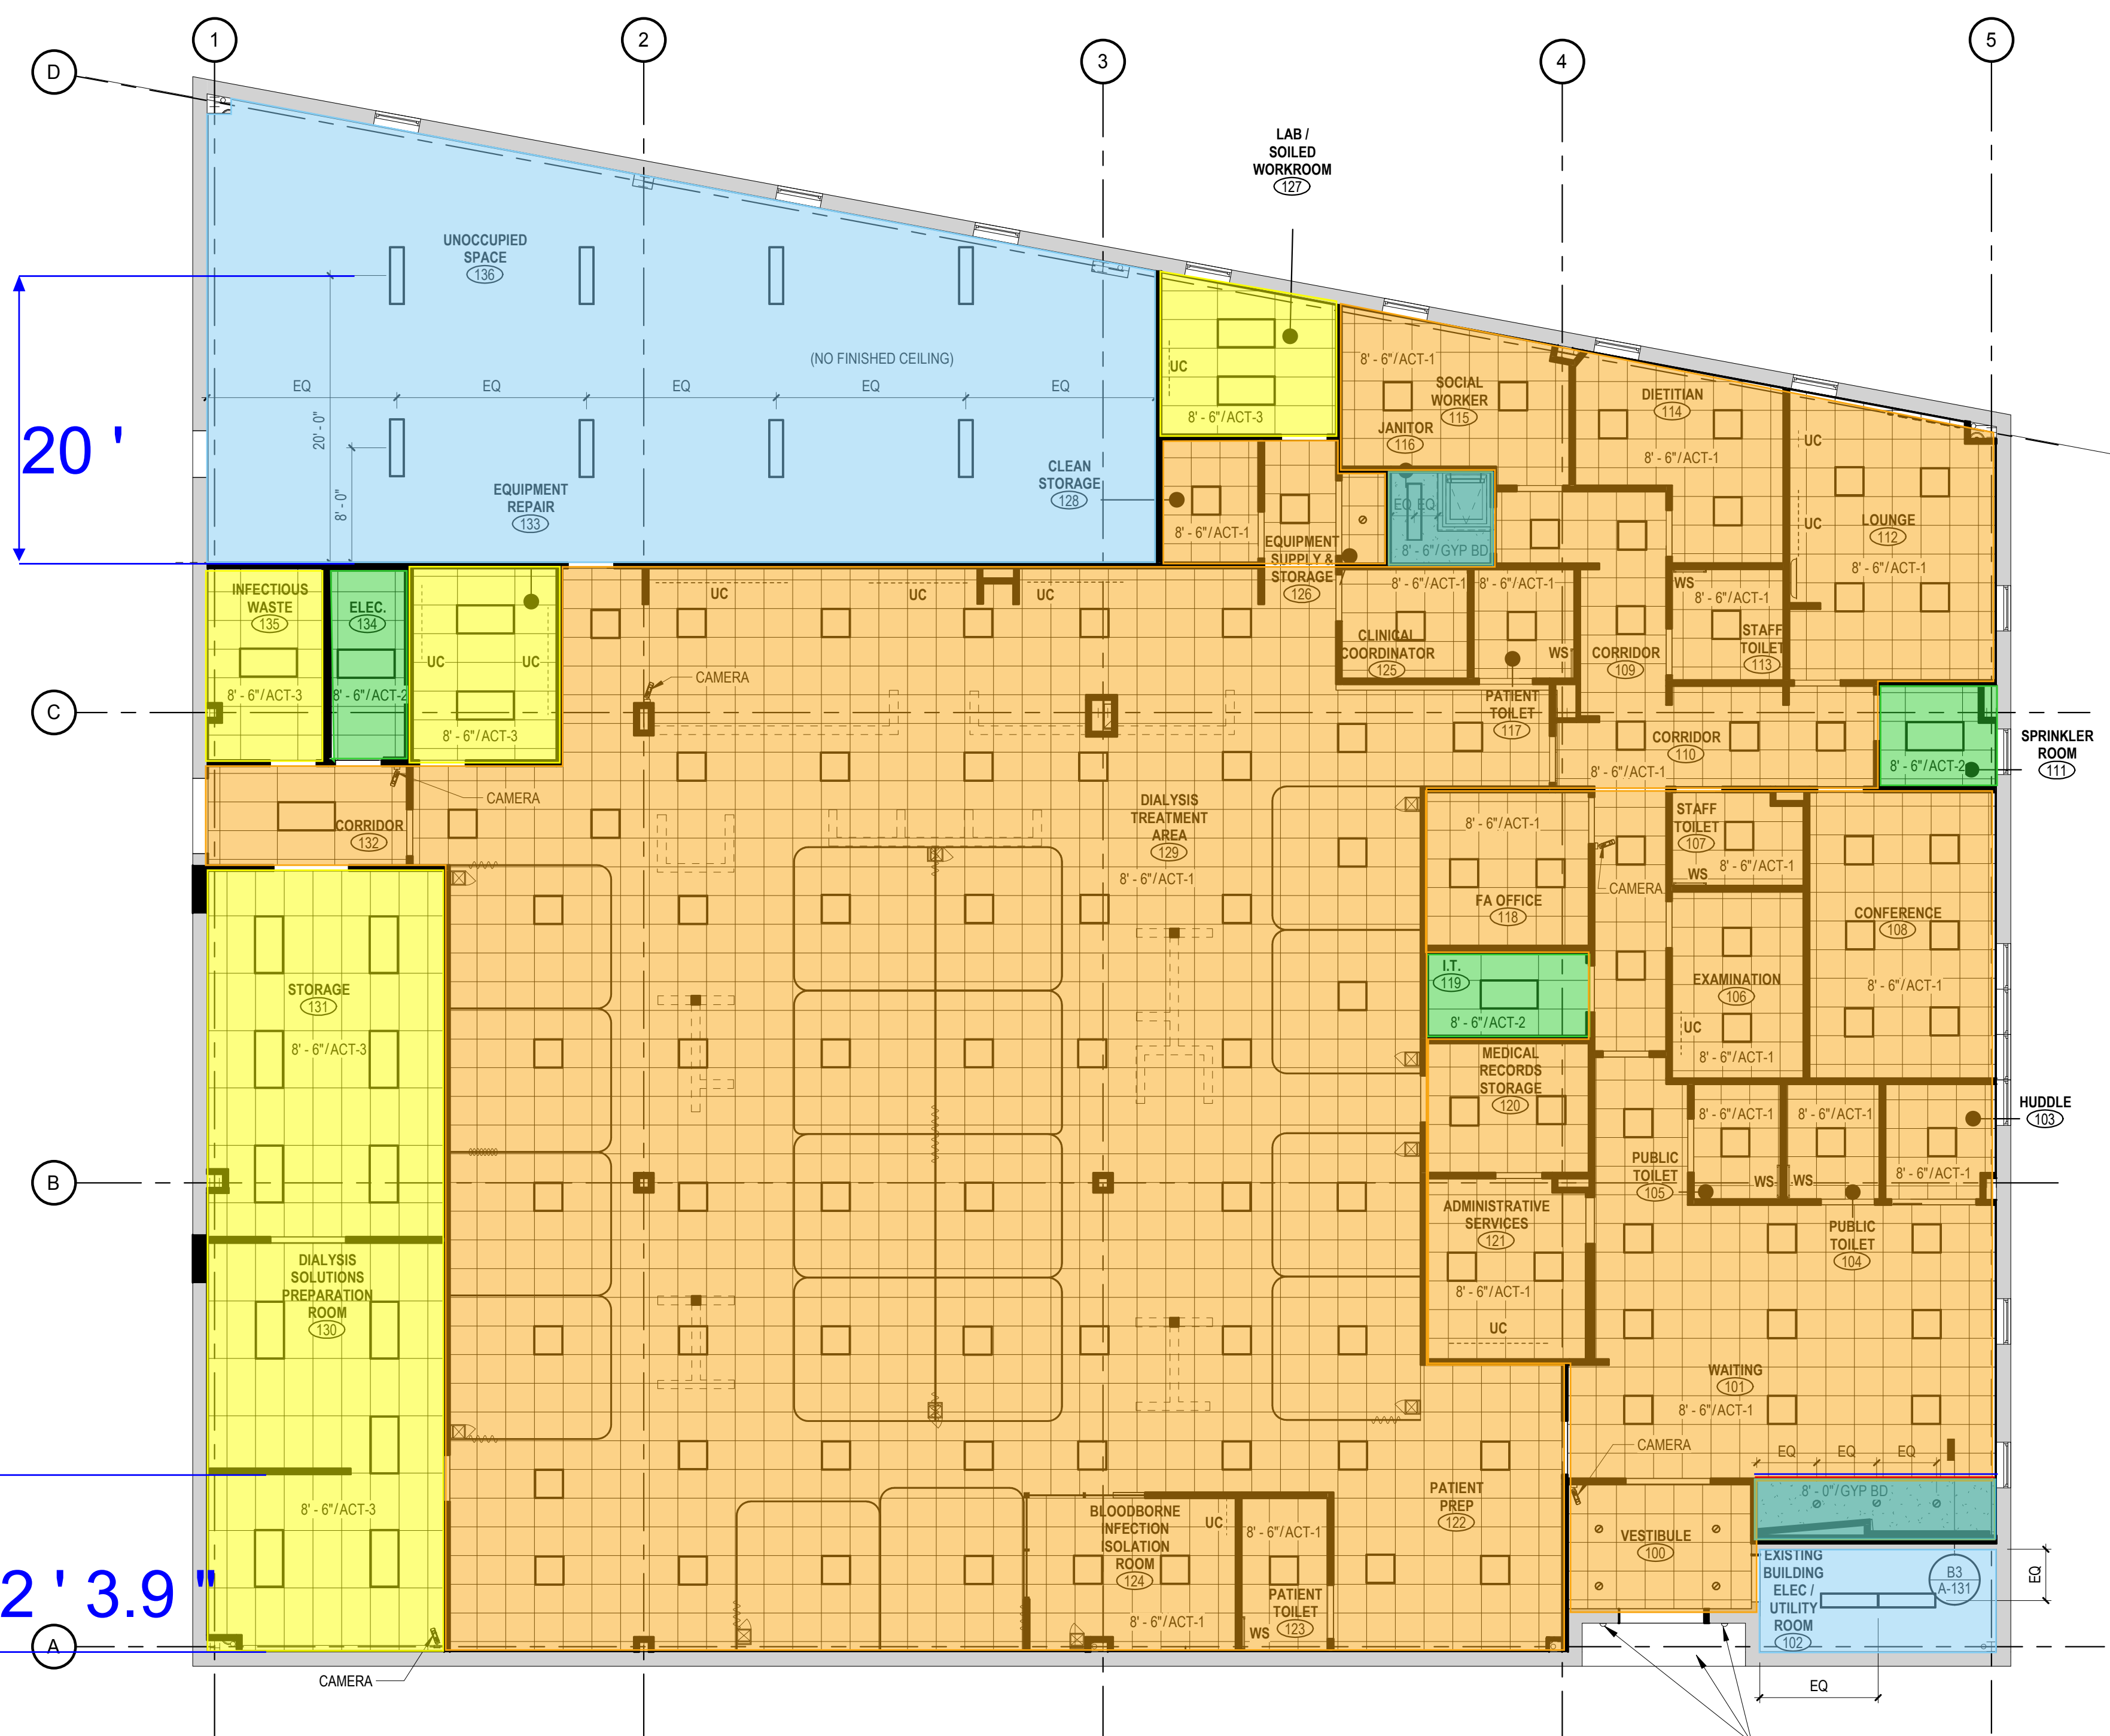 1
2
3
4
5
D
LAB /
SOILED
WORKROOM
127
UNOCCUPIED
SPACE
136
(NO FINISHED CEILING)
EQ
EQ
EQ
EQ
EQ
20' - 0"
8' - 0"
20 '
EQUIPMENT
REPAIR
133
CLEAN
STORAGE
128
UC
8' - 6"/ACT-3
8' - 6"/ACT-1
SOCIAL
WORKER
115
JANITOR
116
DIETITIAN
114
8' - 6"/ACT-1
UC
UC
LOUNGE
112
8' - 6"/ACT-1
8' - 6"/ACT-1
EQUIPMENT
SUPPLY &
STORAGE
126
EQ
EQ
8' - 6"/GYP BD
INFECTIOUS
WASTE
135
8' - 6"/ACT-3
ELEC.
134
8' - 6"/ACT-2
UC
UC
8' - 6"/ACT-3
UC
UC
UC
CAMERA
8' - 6"/ACT-1
CLINICAL
COORDINATOR
125
8' - 6"/ACT-1
WS
PATIENT
TOILET
117
CORRIDOR
109
WS
8' - 6"/ACT-1
STAFF
TOILET
113
C
CORRIDOR
110
8' - 6"/ACT-1
8' - 6"/ACT-2
SPRINKLER
ROOM
111
CAMERA
CORRIDOR
132
DIALYSIS
TREATMENT
AREA
129
8' - 6"/ACT-1
8' - 6"/ACT-1
FA OFFICE
118
CAMERA
STAFF
TOILET
107
8' - 6"/ACT-1
WS
CONFERENCE
108
8' - 6"/ACT-1
STORAGE
131
8' - 6"/ACT-3
I.T.
119
8' - 6"/ACT-2
EXAMINATION
106
UC
8' - 6"/ACT-1
MEDICAL
RECORDS
STORAGE
120
HUDDLE
103
8' - 6"/ACT-1
8' - 6"/ACT-1
8' - 6"/ACT-1
PUBLIC
TOILET
105
WS
WS
PUBLIC
TOILET
104
B
ADMINISTRATIVE
SERVICES
121
8' - 6"/ACT-1
UC
DIALYSIS
SOLUTIONS
PREPARATION
ROOM
130
8' - 6"/ACT-3
WAITING
101
8' - 6"/ACT-1
CAMERA
EQ
EQ
EQ
8' - 0"/GYP BD
PATIENT
PREP
122
BLOODBORNE
INFECTION
ISOLATION
ROOM
124
8' - 6"/ACT-1
UC
8' - 6"/ACT-1
PATIENT
TOILET
123
WS
VESTIBULE
100
EXISTING
BUILDING
ELEC /
UTILITY
ROOM
102
B3
A-131
EQ
EQ
2 ' 3.9 "
A
CAMERA